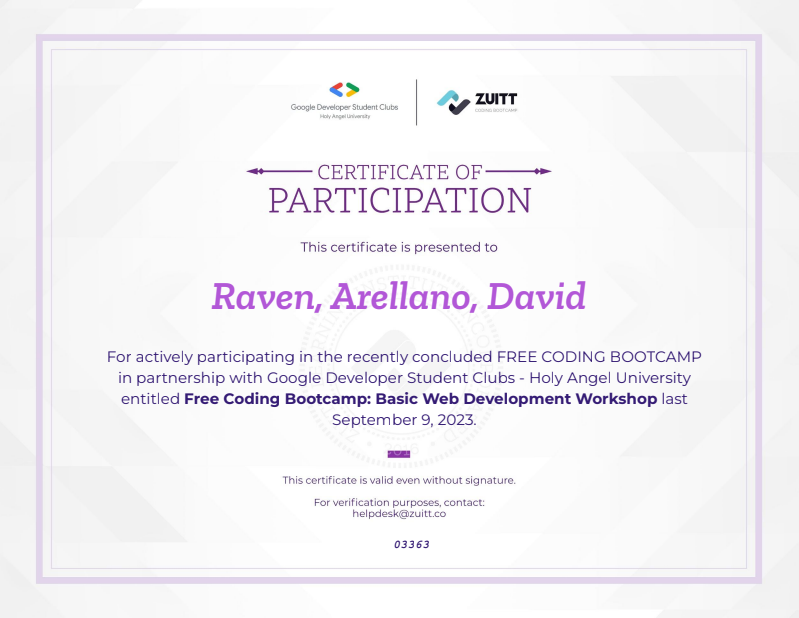 Google Developer Student Clubs
Holy Angel University
ZUITT
CODING BOOTCAMP
CERTIFICATE OF
PARTICIPATION
This certificate is presented to
Raven, Arellano, David
For actively participating in the recently concluded FREE CODING BOOTCAMP
in partnership with Google Developer Student Clubs - Holy Angel University
entitled Free Coding Bootcamp: Basic Web Development Workshop last
September 9, 2023.
This certificate is valid even without signature.
For verification purposes, contact:
helpdesk@zuitt.co
03363